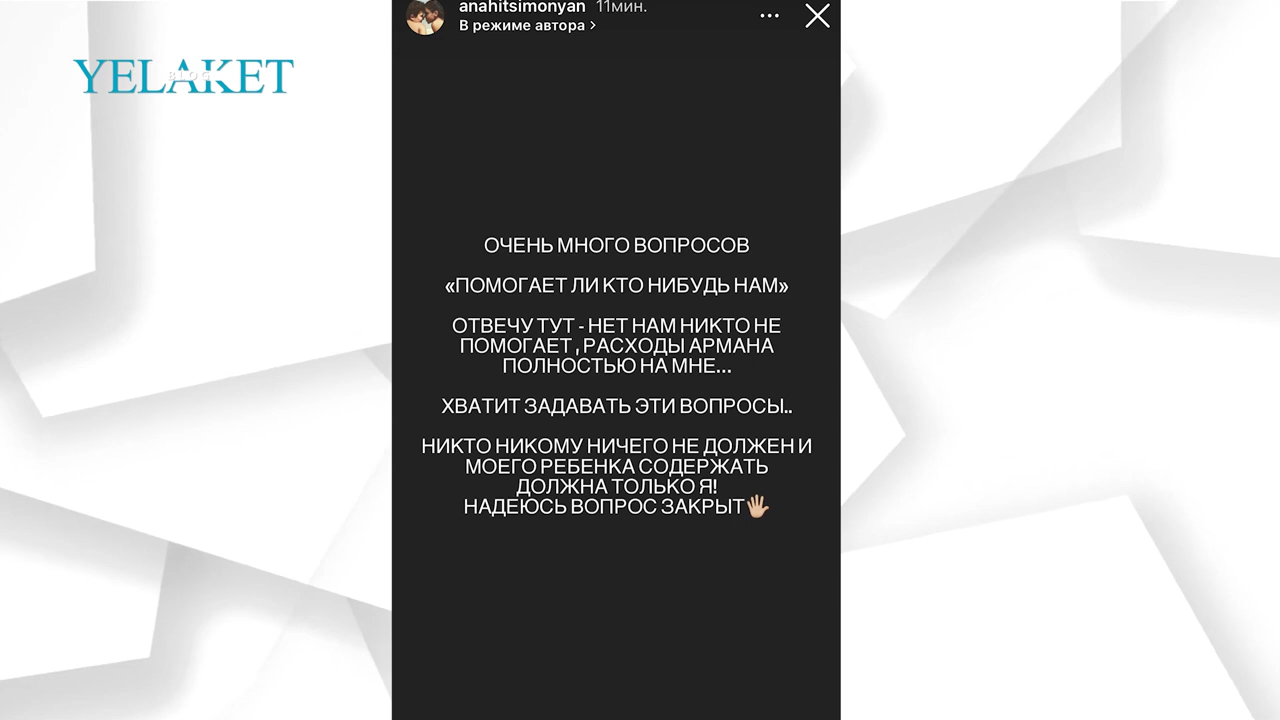 anahitsimonyan 11мин.
В режиме автора >
YELAKET
BLOG
ОЧЕНЬ МНОГО ВОПРОСОВ
«ПОМОГАЕТ ЛИ КТО НИБУДЬ НАМ»
ОТВЕЧУ ТУТ - НЕТ НАМ НИКТО НЕ
ПОМОГАЕТ , РАСХОДЫ АРМАНА
ПОЛНОСТЬЮ НА МНЕ...
ХВАТИТ ЗАДАВАТЬ ЭТИ ВОПРОСЫ..
НИКТО НИКОМУ НИЧЕГО НЕ ДОЛЖЕН И
МОЕГО РЕБЕНКА СОДЕРЖАТЬ
ДОЛЖНА ТОЛЬКО Я!
НАДЕЮСЬ ВОПРОС ЗАКРЫТ🖐🏼